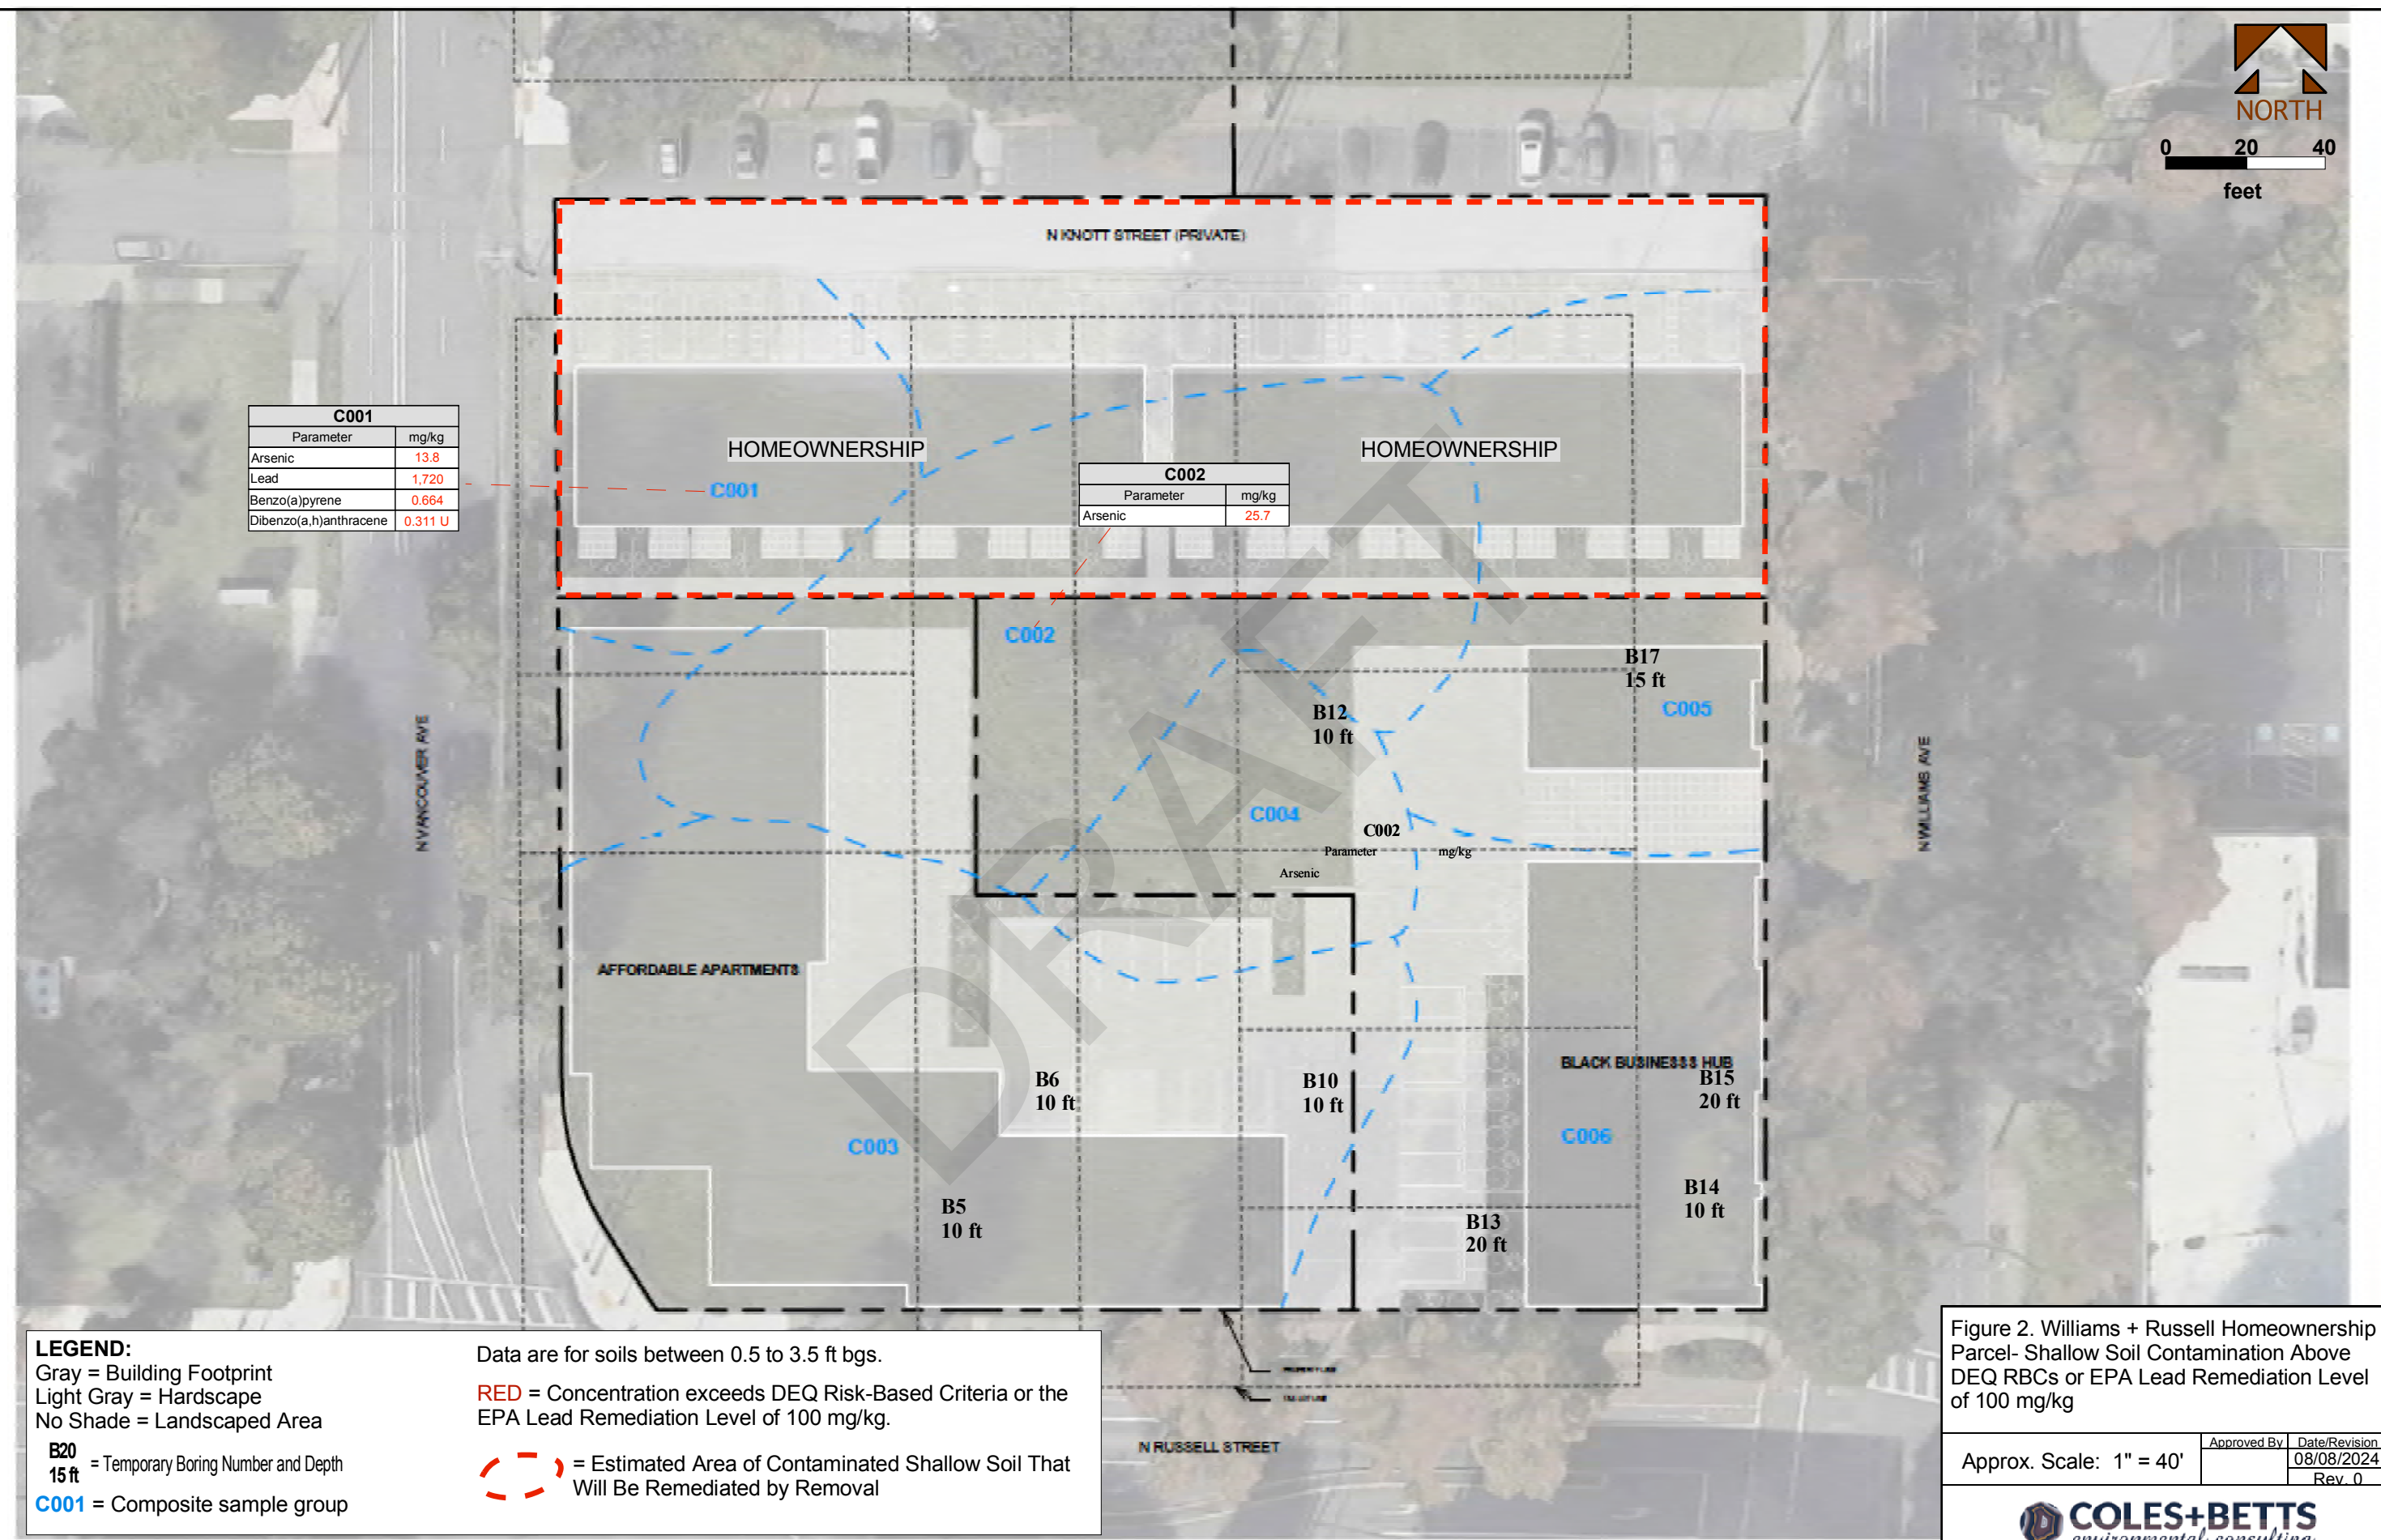 NORTH
0 20 40
feet
N KNOTT STREET (PRIVATE)
C001
Parameter mg/kg
Arsenic 13.8
Lead 1,720
Benzo(a)pyrene 0.664
Dibenzo(a,h)anthracene 0.311 U
HOMEOWNERSHIP
HOMEOWNERSHIP
C001
C002
Parameter mg/kg
Arsenic 25.7
C002
B17
15 ft
C005
B12
10 ft
N VANCOUVER AVE
N WILLIAMS AVE
C004
C002
Parameter mg/kg
Arsenic
DRAFT
AFFORDABLE APARTMENTS
BLACK BUSINESSS HUB
B6
10 ft
B10
10 ft
B15
20 ft
C003
C006
B5
10 ft
B14
10 ft
B13
20 ft
N RUSSELL STREET
LEGEND:
Gray = Building Footprint
Light Gray = Hardscape
No Shade = Landscaped Area
B20
15 ft = Temporary Boring Number and Depth
C001 = Composite sample group
Data are for soils between 0.5 to 3.5 ft bgs.
RED = Concentration exceeds DEQ Risk-Based Criteria or the
EPA Lead Remediation Level of 100 mg/kg.
= Estimated Area of Contaminated Shallow Soil That
Will Be Remediated by Removal
Figure 2. Williams + Russell Homeownership
Parcel- Shallow Soil Contamination Above
DEQ RBCs or EPA Lead Remediation Level
of 100 mg/kg
Approx. Scale: 1" = 40'
Approved By
Date/Revision
08/08/2024
Rev. 0
COLES+BETTS
environmental consulting